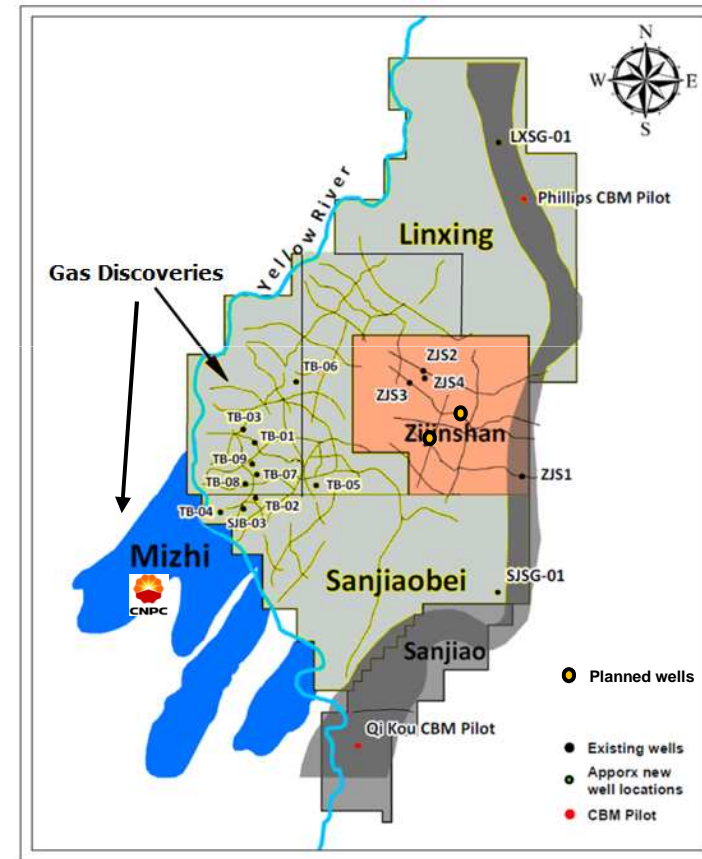 N
W E
S
LXSG-01
Phillips CBM Pilot
Yellow River
Linxing
Gas Discoveries
ZJS2
TB-06
ZJS4
ZJS3
TB-03
Zijinshan
TB-01
TB-09
TB-07
ZJS1
TB-08
TB-05
TB-02
TB-04
SJB-03
Mizhi
CNPC
Sanjiaobei
SJSG-01
Sanjiao
Planned wells
Qi Kou CBM Pilot
Existing wells
Apporx new
well locations
CBM Pilot